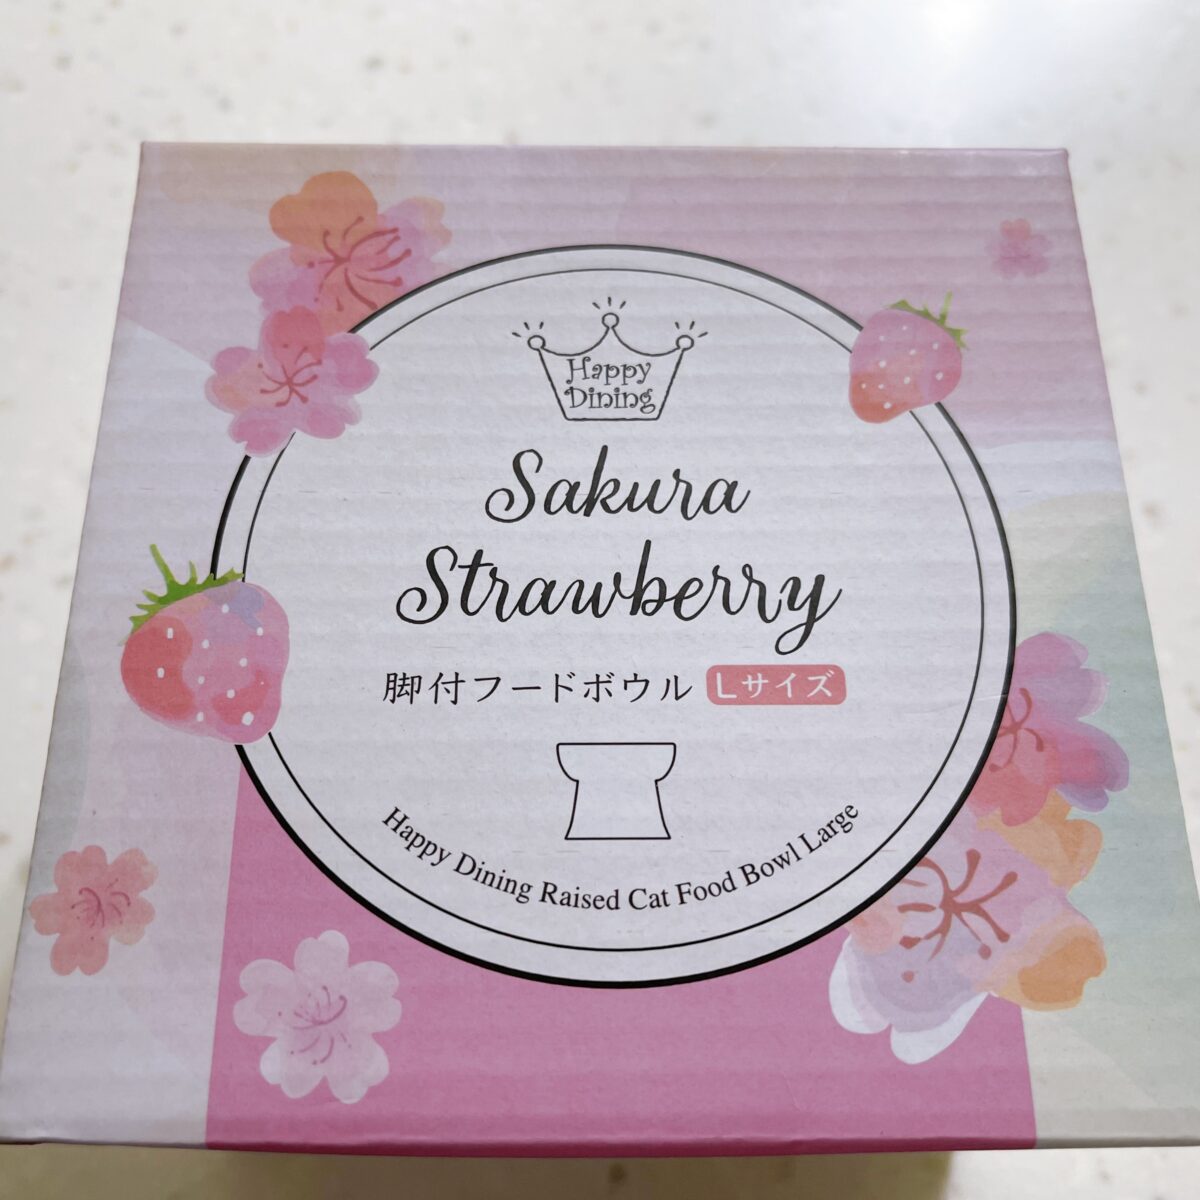 Happy
Dining
Sakura
Strawberry
脚付フードボウル Lサイズ
Happy Dining Raised Cat Food Bowl Large